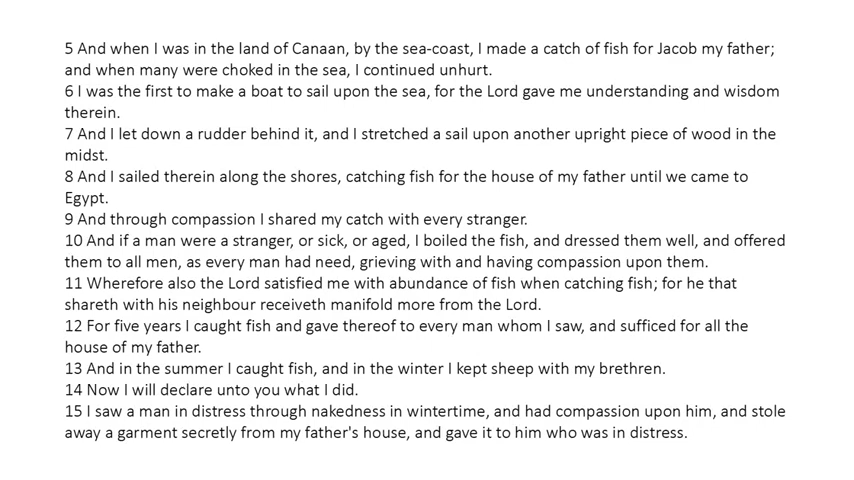 5 And when I was in the land of Canaan, by the sea-coast, I made a catch of fish for Jacob my father;
and when many were choked in the sea, I continued unhurt.
6 I was the first to make a boat to sail upon the sea, for the Lord gave me understanding and wisdom
therein.
7 And I let down a rudder behind it, and I stretched a sail upon another upright piece of wood in the
midst.
8 And I sailed therein along the shores, catching fish for the house of my father until we came to
Egypt.
9 And through compassion I shared my catch with every stranger.
10 And if a man were a stranger, or sick, or aged, I boiled the fish, and dressed them well, and offered
them to all men, as every man had need, grieving with and having compassion upon them.
11 Wherefore also the Lord satisfied me with abundance of fish when catching fish; for he that
shareth with his neighbour receiveth manifold more from the Lord.
12 For five years I caught fish and gave thereof to every man whom I saw, and sufficed for all the
house of my father.
13 And in the summer I caught fish, and in the winter I kept sheep with my brethren.
14 Now I will declare unto you what I did.
15 I saw a man in distress through nakedness in wintertime, and had compassion upon him, and stole
away a garment secretly from my father's house, and gave it to him who was in distress.